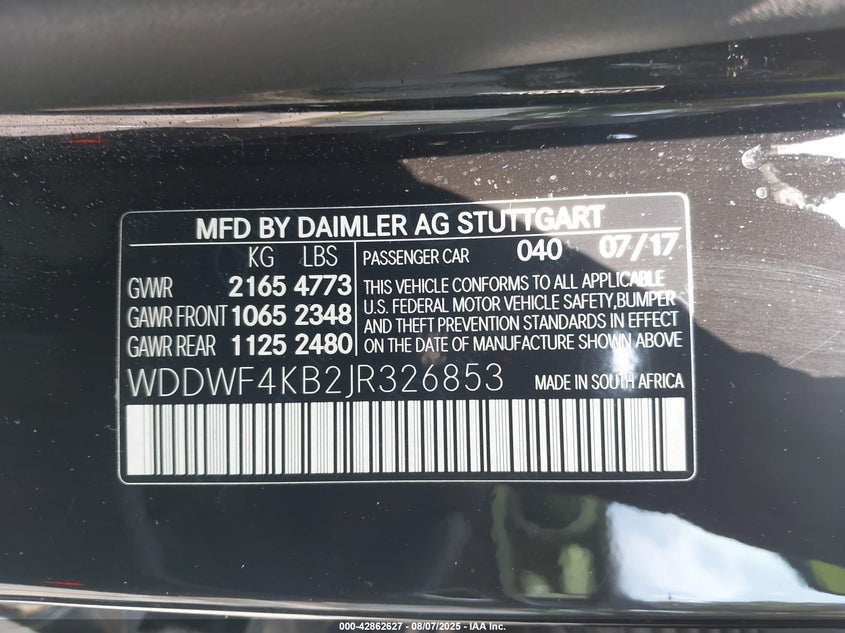 MFD BY DAIMLER AG STUTTGART
KG LBS
GVWR 2165 4773
GAWR FRONT 1065 2348
GAWR REAR 1125 2480
PASSENGER CAR 040 07/17
THIS VEHICLE CONFORMS TO ALL APPLICABLE
U.S. FEDERAL MOTOR VEHICLE SAFETY,BUMPER
AND THEFT PREVENTION STANDARDS IN EFFECT
ON THE DATE OF MANUFACTURE SHOWN ABOVE
WDDWF4KB2JR326853 MADE IN SOUTH AFRICA
000-42862627 - 08/07/2025 - IAA Inc.